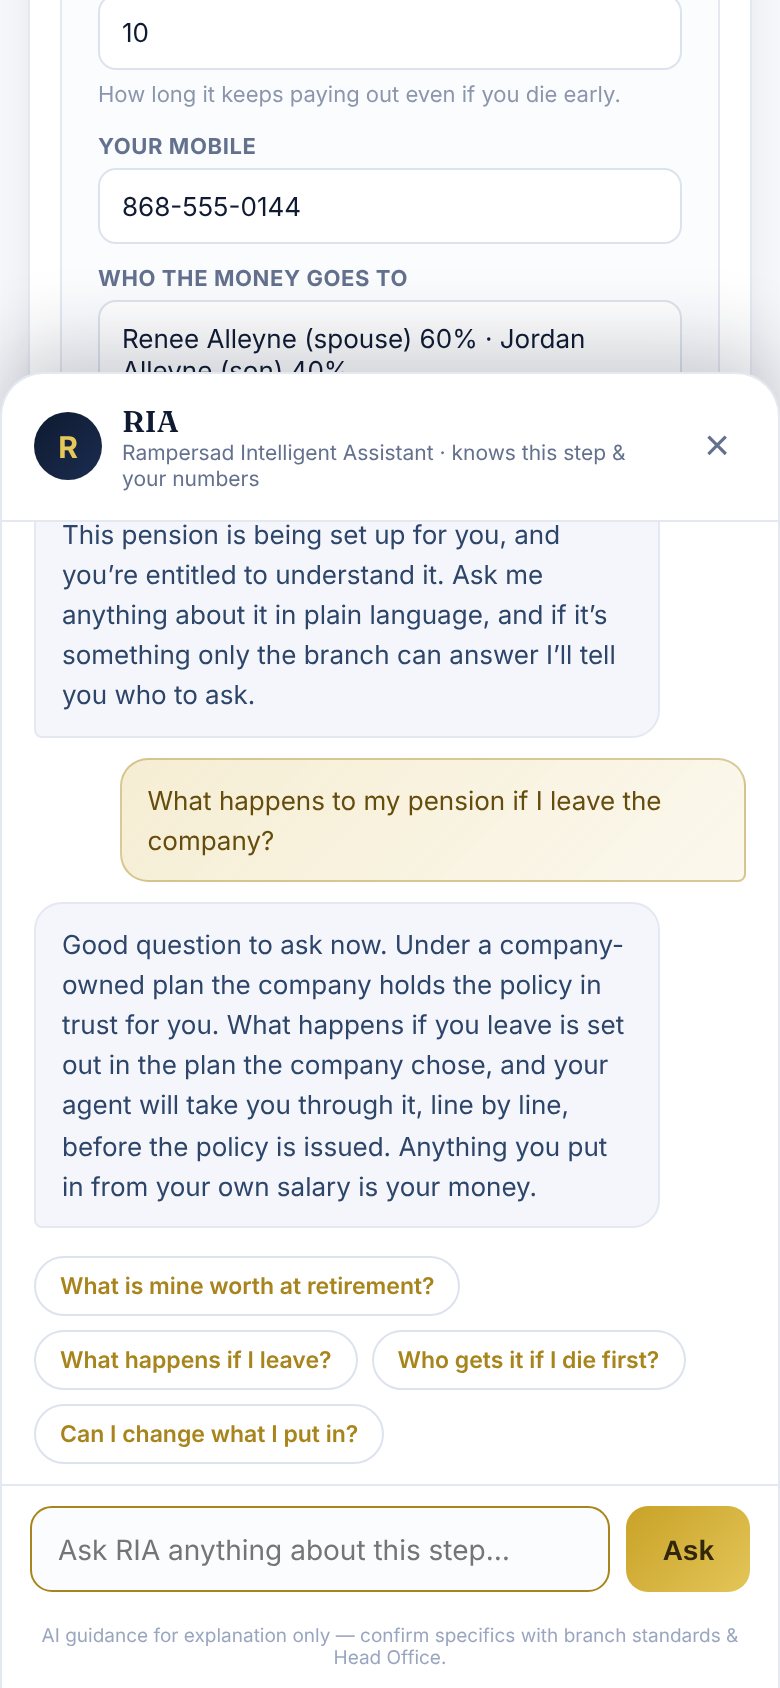 10
How long it keeps paying out even if you die early.
YOUR MOBILE
868-555-0144
WHO THE MONEY GOES TO
Renee Alleyne (spouse) 60% · Jordan
Alleyne (son) 40%
R
RIA
Rampersad Intelligent Assistant · knows this step &
your numbers
✕
This pension is being set up for you, and
you’re entitled to understand it. Ask me
anything about it in plain language, and if it’s
something only the branch can answer I’ll tell
you who to ask.
What happens to my pension if I leave the
company?
Good question to ask now. Under a company-
owned plan the company holds the policy in
trust for you. What happens if you leave is set
out in the plan the company chose, and your
agent will take you through it, line by line,
before the policy is issued. Anything you put
in from your own salary is your money.
What is mine worth at retirement?
What happens if I leave?
Who gets it if I die first?
Can I change what I put in?
Ask RIA anything about this step...
Ask
AI guidance for explanation only — confirm specifics with branch standards &
Head Office.